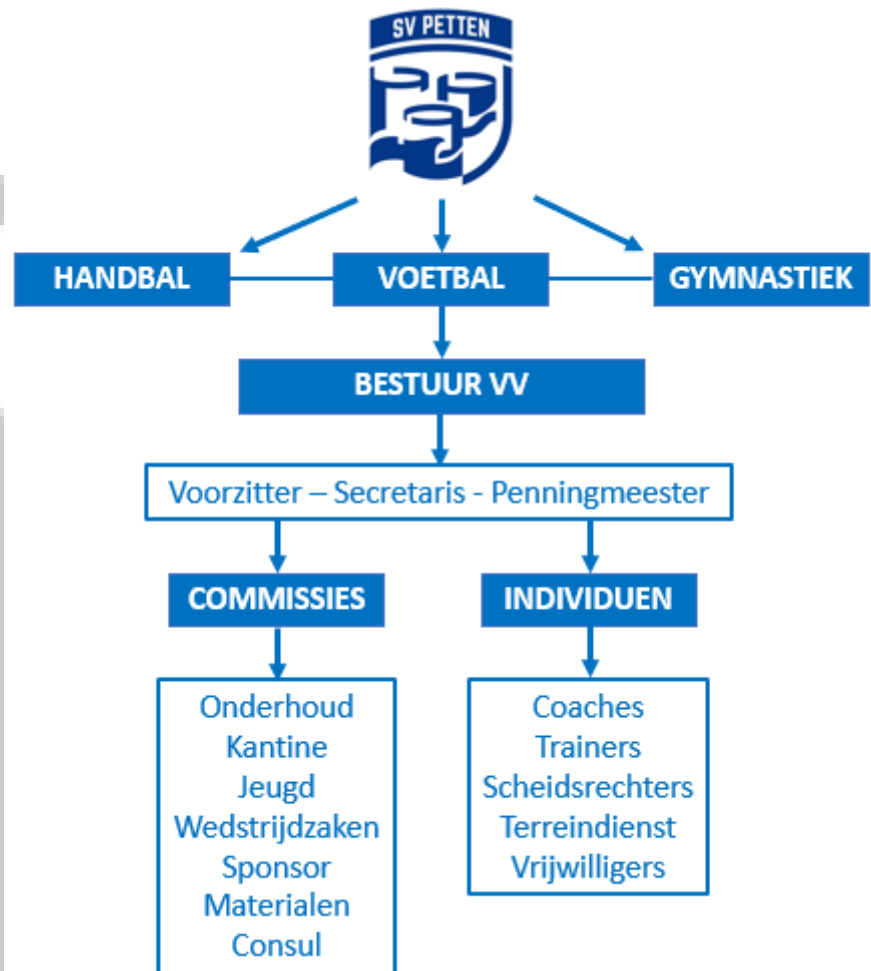 SV PETTEN
HANDBAL
VOETBAL
GYMNASTIEK
BESTUUR VV
Voorzitter – Secretaris - Penningmeester
COMMISSIES
INDIVIDUEN
Onderhoud
Kantine
Jeugd
Wedstrijdzaken
Sponsor
Materialen
Consul
Coaches
Trainers
Scheidsrechters
Terreindienst
Vrijwilligers